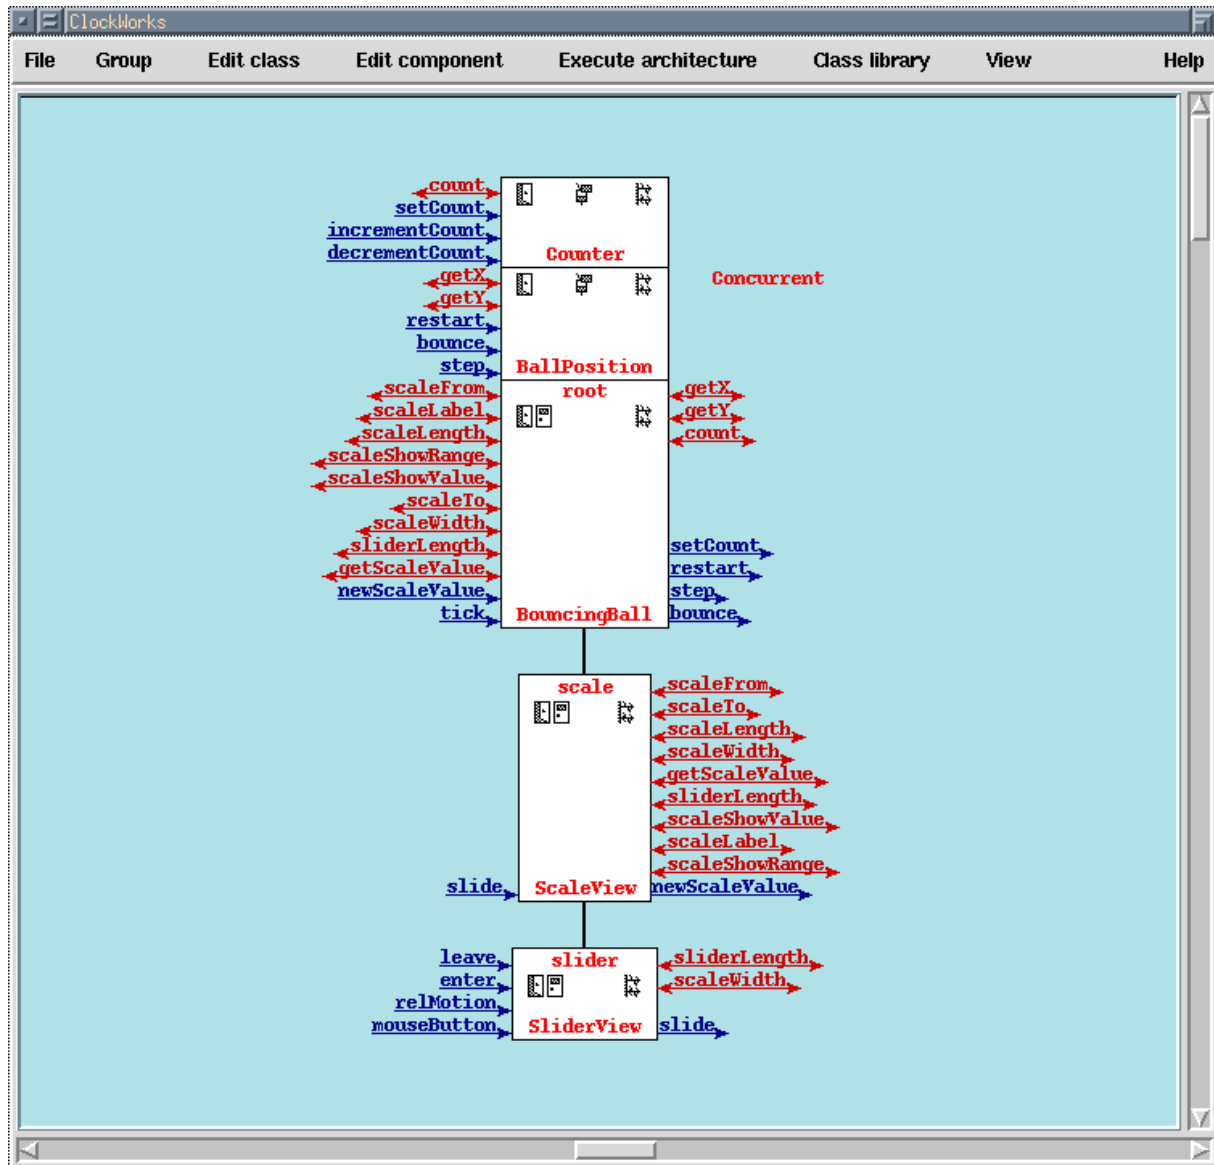 ClockWorks
File Group Edit class Edit component Execute architecture Class library View Help
count
setCount
incrementCount
decrementCount
Counter
getX
getY
restart
bounce
step
BallPosition
Concurrent
root
scaleFrom
scaleLabel
scaleLength
scaleShowRange
scaleShowValue
scaleTo
scaleWidth
sliderLength
getScaleValue
newScaleValue
tick
BouncingBall
getX
getY
count
setCount
restart
step
bounce
scale
scaleFrom
scaleTo
scaleLength
scaleWidth
getScaleValue
sliderLength
scaleShowValue
scaleLabel
scaleShowRange
slide
ScaleView
newScaleValue
leave
enter
relMotion
mouseButton
slider
SliderView
sliderLength
scaleWidth
slide